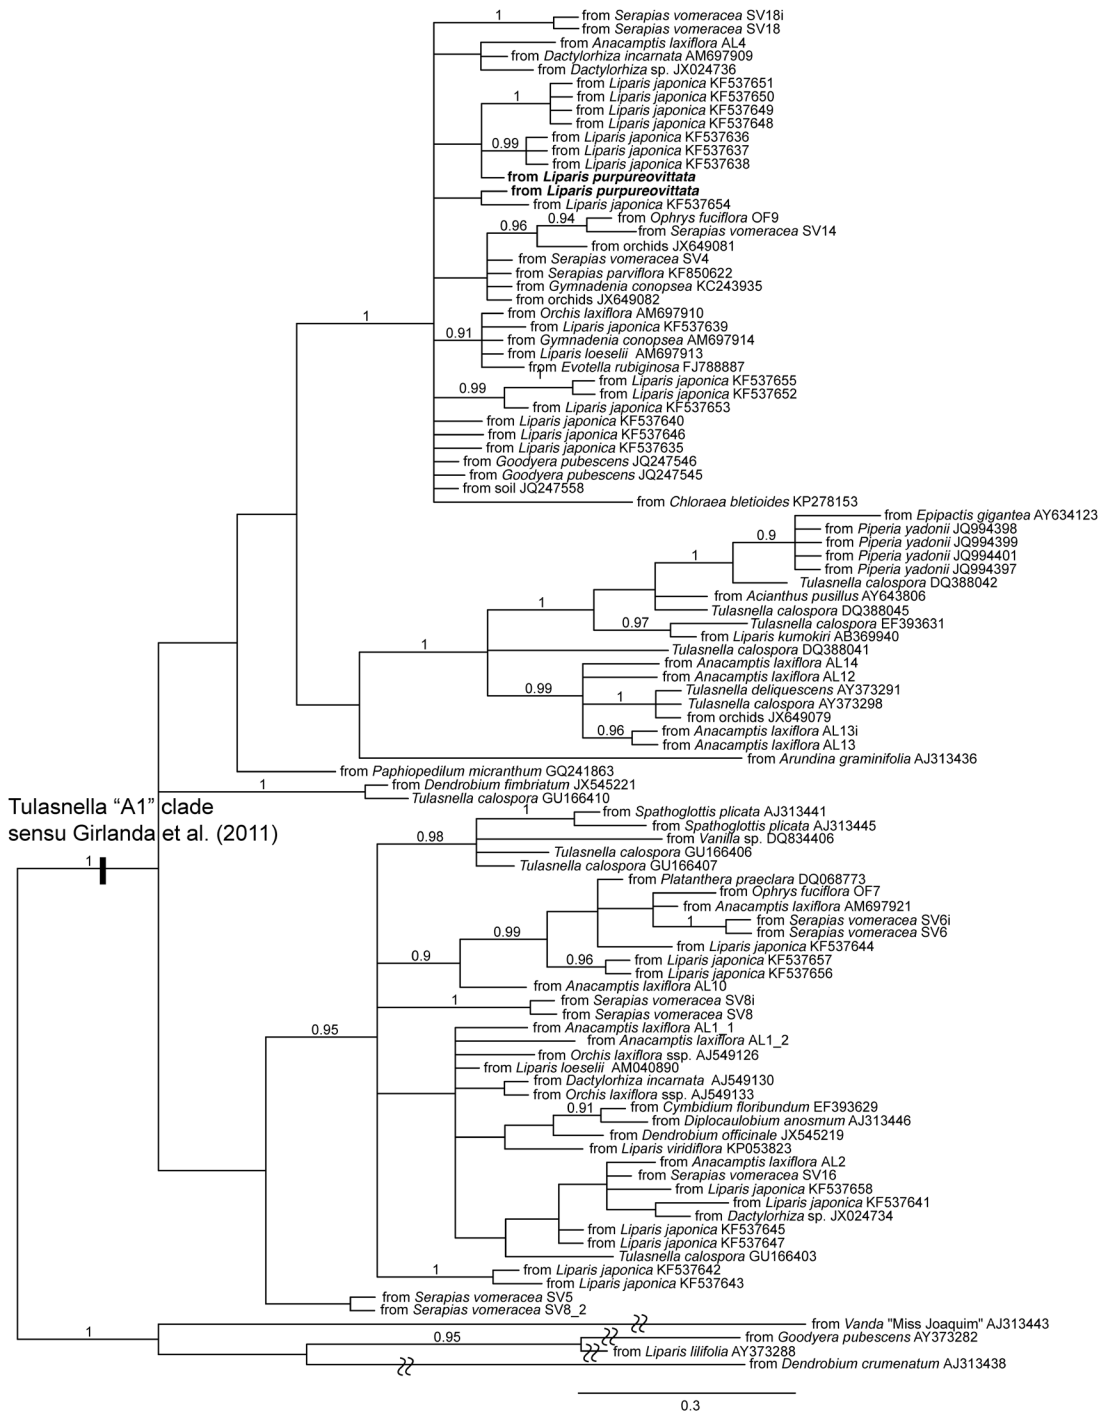 1
from Serapias vomeracea SV18i
from Serapias vomeracea SV18
from Anacamptis laxiflora AL4
from Dactylorhiza incarnata AM697909
from Dactylorhiza sp. JX024736
from Liparis japonica KF537651
1
from Liparis japonica KF537650
from Liparis japonica KF537649
from Liparis japonica KF537648
from Liparis japonica KF537636
0.99
from Liparis japonica KF537637
from Liparis japonica KF537638
from Liparis purpureovittata
from Liparis purpureovittata
from Liparis japonica KF537654
0.94
from Ophrys fuciflora OF9
0.96
from Serapias vomeracea SV14
from orchids JX649081
from Serapias vomeracea SV4
from Serapias parviflora KF850622
from Gymnadenia conopsea KC243935
from orchids JX649082
from Orchis laxiflora AM697910
1
from Liparis japonica KF537639
0.91
from Gymnadenia conopsea AM697914
from Liparis loeselii AM697913
from Evotella rubiginosa FJ788887
1
from Liparis japonica KF537655
0.99
from Liparis japonica KF537652
from Liparis japonica KF537653
from Liparis japonica KF537640
from Liparis japonica KF537646
from Liparis japonica KF537635
from Goodyera pubescens JQ247546
from Goodyera pubescens JQ247545
from soil JQ247558
from Chloraea bletioides KP278153
from Epipactis gigantea AY634123
from Piperia yadonii JQ994398
0.9
from Piperia yadonii JQ994399
1
from Piperia yadonii JQ994401
from Piperia yadonii JQ994397
Tulasnella calospora DQ388042
from Acianthus pusillus AY643806
1
Tulasnella calospora DQ388045
0.97
Tulasnella calospora EF393631
from Liparis kumokiri AB369940
1
Tulasnella calospora DQ388041
from Anacamptis laxiflora AL14
from Anacamptis laxiflora AL12
0.99
Tulasnella deliquescens AY373291
1
Tulasnella calospora AY373298
from orchids JX649079
0.96
from Anacamptis laxiflora AL13i
from Anacamptis laxiflora AL13
from Arundina graminifolia AJ313436
from Paphiopedilum micranthum GQ241863
1
from Dendrobium fimbriatum JX545221
Tulasnella calospora GU166410
Tulasnella “A1” clade
sensu Girlanda et al. (2011)
1
1
from Spathoglottis plicata AJ313441
from Spathoglottis plicata AJ313445
0.98
from Vanilla sp. DQ834406
Tulasnella calospora GU166406
Tulasnella calospora GU166407
from Platanthera praeclara DQ068773
from Ophrys fuciflora OF7
from Anacamptis laxiflora AM697921
1
from Serapias vomeracea SV6i
0.99
from Serapias vomeracea SV6
from Liparis japonica KF537644
0.9
0.96
from Liparis japonica KF537657
from Liparis japonica KF537656
from Anacamptis laxiflora AL10
1
from Serapias vomeracea SV8i
from Serapias vomeracea SV8
0.95
from Anacamptis laxiflora AL1_1
from Anacamptis laxiflora AL1_2
from Orchis laxiflora ssp. AJ549126
from Liparis loeselii AM040890
from Dactylorhiza incarnata AJ549130
from Orchis laxiflora ssp. AJ549133
0.91
from Cymbidium floribundum EF393629
from Diplocaulobium anosmum AJ313446
from Dendrobium officinale JX545219
from Liparis viridiflora KP053823
from Anacamptis laxiflora AL2
from Serapias vomeracea SV16
from Liparis japonica KF537658
from Liparis japonica KF537641
from Dactylorhiza sp. JX024734
from Liparis japonica KF537645
from Liparis japonica KF537647
Tulasnella calospora GU166403
1
from Liparis japonica KF537642
from Liparis japonica KF537643
from Serapias vomeracea SV5
from Serapias vomeracea SV8_2
1
from Vanda "Miss Joaquim" AJ313443
0.95
from Goodyera pubescens AY373282
from Liparis lilifolia AY373288
from Dendrobium crumenatum AJ313438
0.3